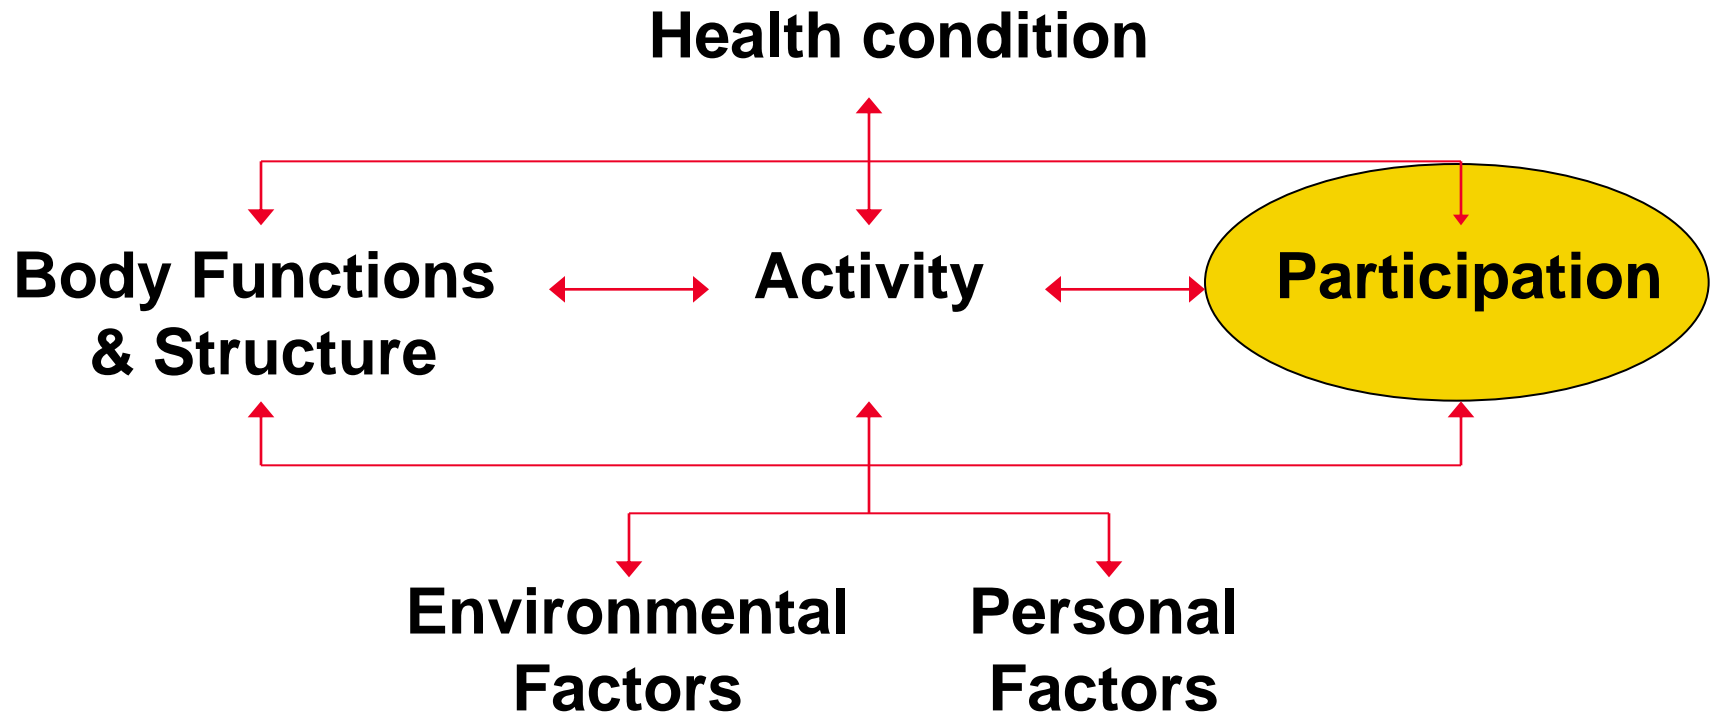 Health condition
Body Functions
& Structure
Activity
Participation
Environmental
Factors
Personal
Factors